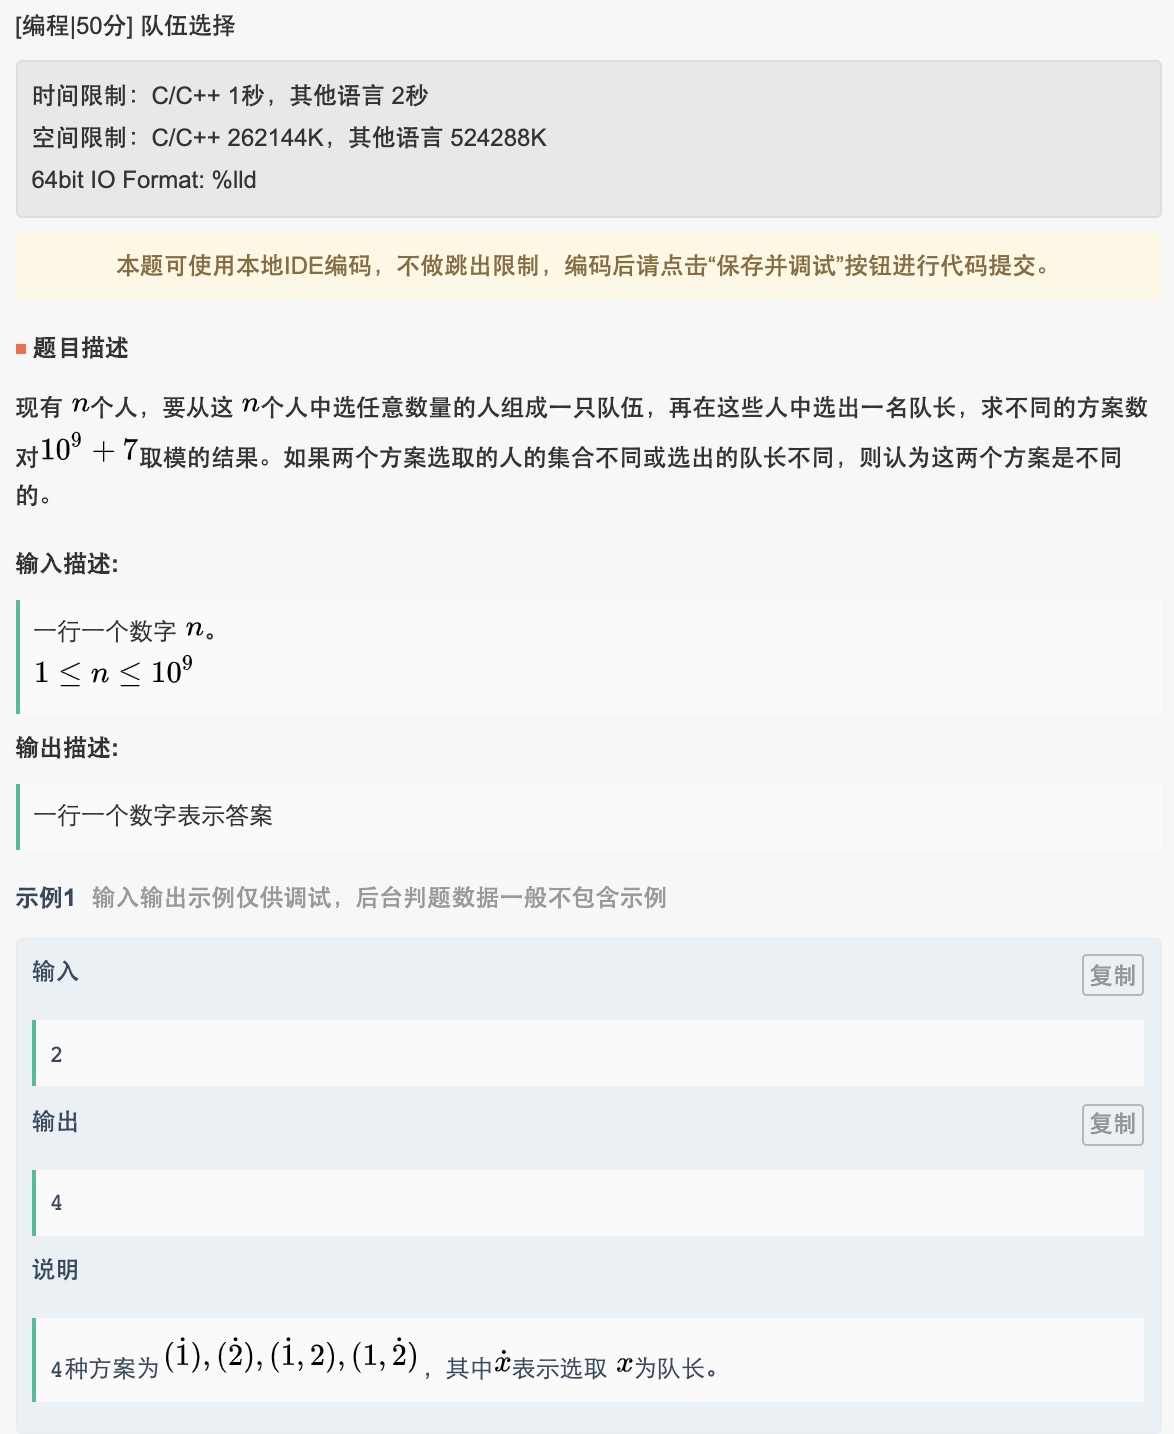 [编程|50分] 队伍选择
时间限制：C/C++ 1秒，其他语言 2秒
空间限制：C/C++ 262144K，其他语言 524288K
64bit IO Format: %lld
本题可使用本地IDE编码，不做跳出限制，编码后请点击“保存并调试”按钮进行代码提交。
题目描述
现有 n个人，要从这 n个人中选任意数量的人组成一只队伍，再在这些人中选出一名队长，求不同的方案数
对10⁹ + 7取模的结果。如果两个方案选取的人的集合不同或选出的队长不同，则认为这两个方案是不同
的。
输入描述:
一行一个数字 n。
1 ≤ n ≤ 10⁹
输出描述:
一行一个数字表示答案
示例1 输入输出示例仅供调试，后台判题数据一般不包含示例
输入 复制
2
输出 复制
4
说明
4种方案为(1̇), (2̇), (1̇, 2), (1, 2̇)，其中ẋ表示选取 x为队长。